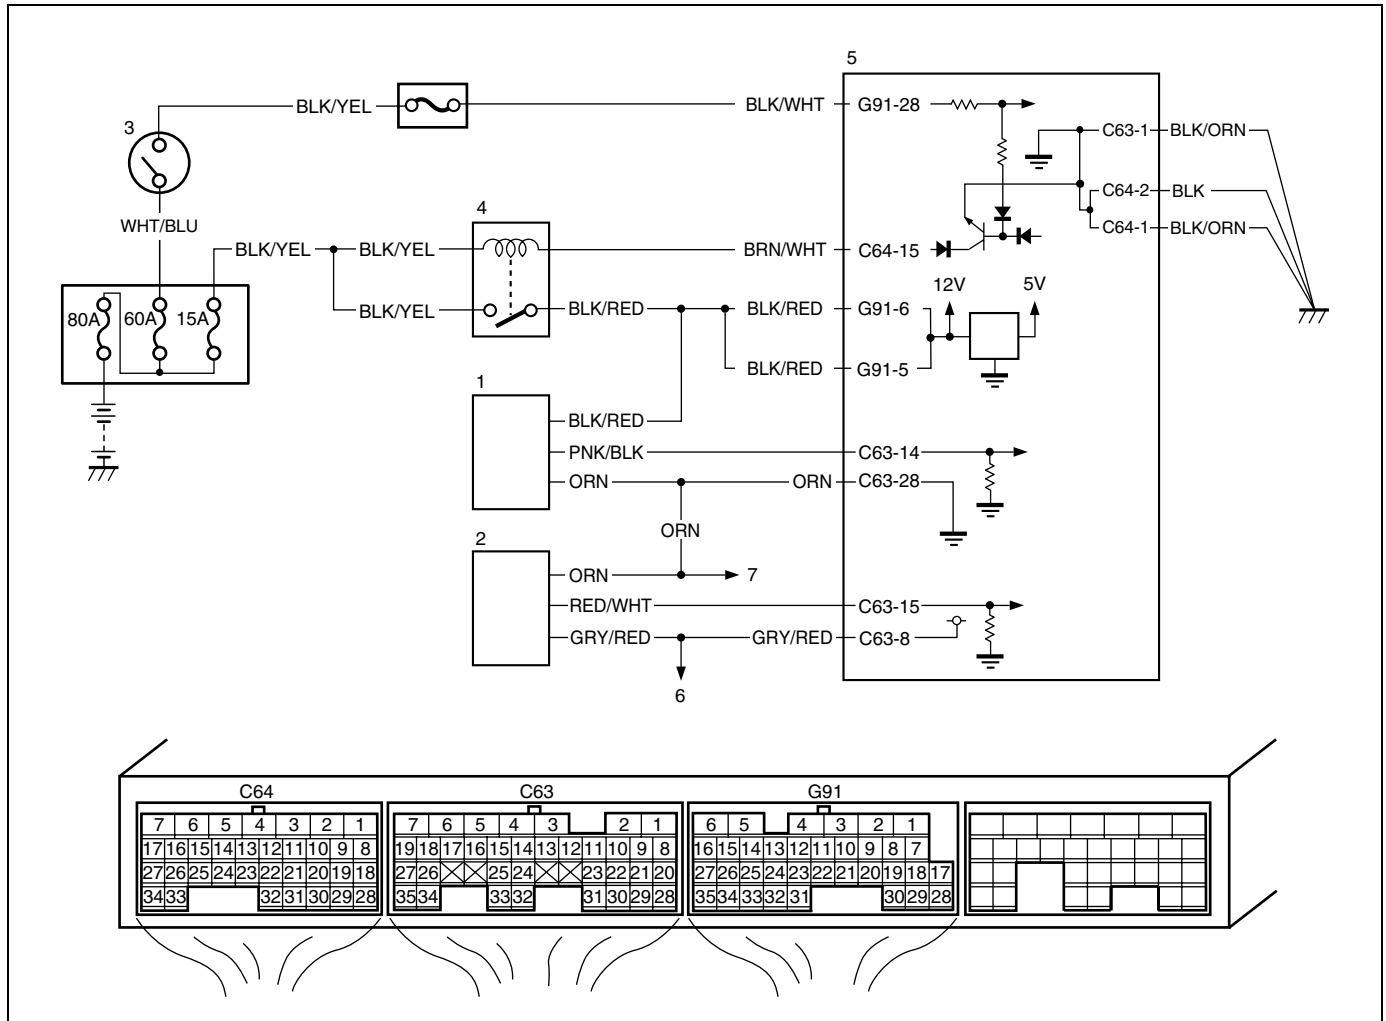 5
BLK/YEL
BLK/WHT
G91-28
3
C63-1
BLK/ORN
C64-2
BLK
4
WHT/BLU
C64-1
BLK/ORN
BLK/YEL
BLK/YEL
BRN/WHT
C64-15
12V
5V
BLK/YEL
BLK/RED
BLK/RED
G91-6
80A
60A
15A
BLK/RED
G91-5
1
BLK/RED
PNK/BLK
C63-14
ORN
ORN
C63-28
ORN
2
ORN
7
RED/WHT
C63-15
GRY/RED
GRY/RED
C63-8
6
C64
7 6 5 4 3 2 1
17 16 15 14 13 12 11 10 9 8
27 26 25 24 23 22 21 20 19 18
34 33 32 31 30 29 28
C63
7 6 5 4 3 2 1
19 18 17 16 15 14 13 12 11 10 9 8
27 26 25 24 23 22 21 20
35 34 33 32 31 30 29 28
G91
6 5 4 3 2 1
16 15 14 13 12 11 10 9 8 7
27 26 25 24 23 22 21 20 19 18 17
35 34 33 32 31 30 29 28